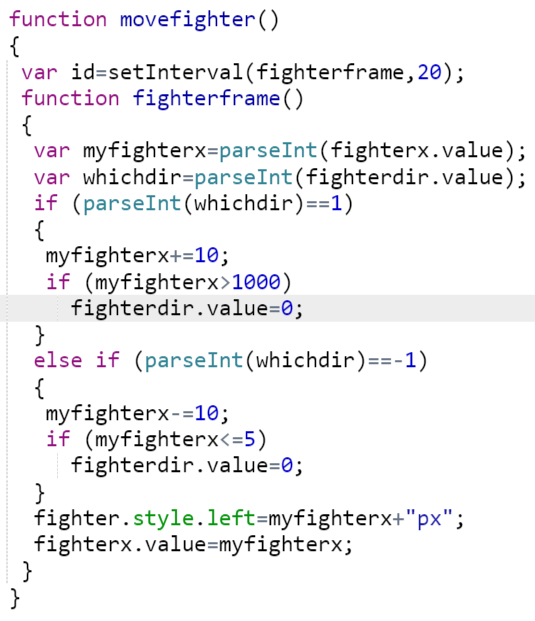 function movefighter()
{
var id=setInterval(fighterframe,20);
function fighterframe()
{
var myfighterx=parseInt(fighterx.value);
var whichdir=parseInt(fighterdir.value);
if (parseInt(whichdir)==1)
{
myfighterx+=10;
if (myfighterx>1000)
fighterdir.value=0;
}
else if (parseInt(whichdir)==-1)
{
myfighterx-=10;
if (myfighterx<=5)
fighterdir.value=0;
}
fighter.style.left=myfighterx+"px";
fighterx.value=myfighterx;
}
}